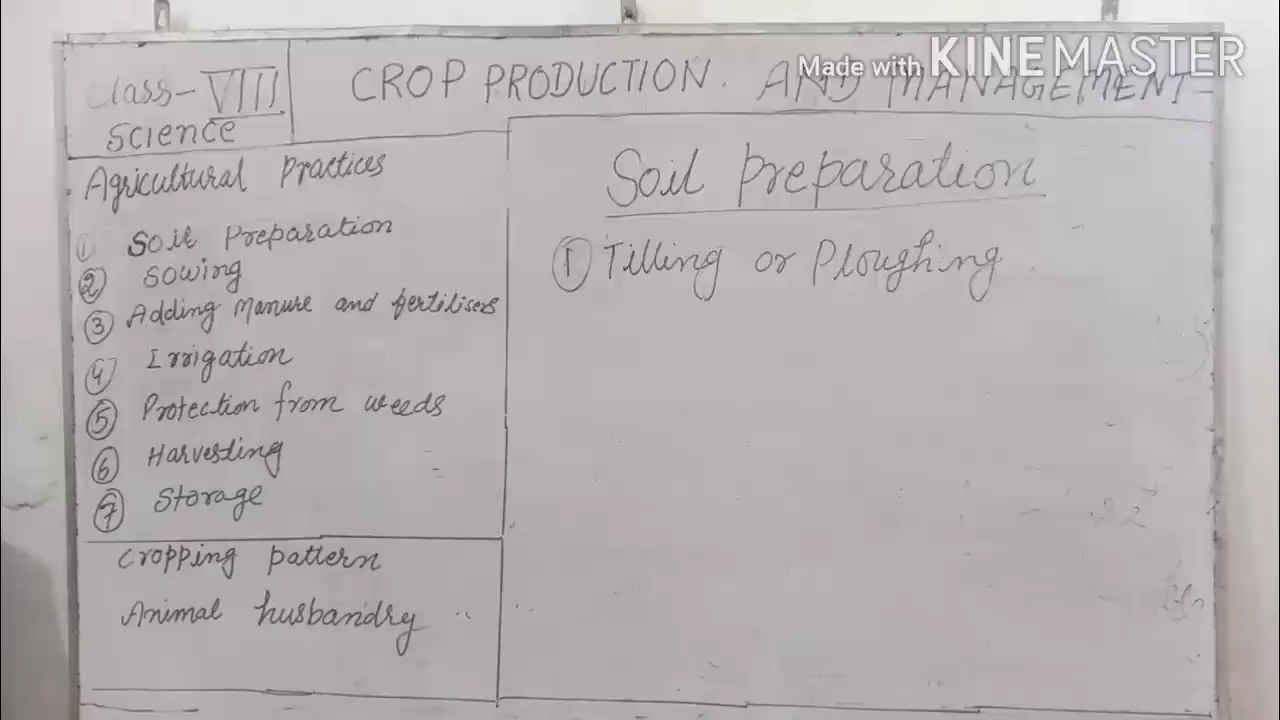 Class-VIII
Science
CROP PRODUCTION. AND MANAGEMENT-
Made with KINEMASTER
Agricultural Practices
① Soil Preparation
② Sowing
③ Adding Manure and fertilisers
④ Irrigation
⑤ Protection from weeds
⑥ Harvesting
⑦ Storage
Cropping pattern
Animal husbandry
Soil Preparation
① Tilling or Ploughing